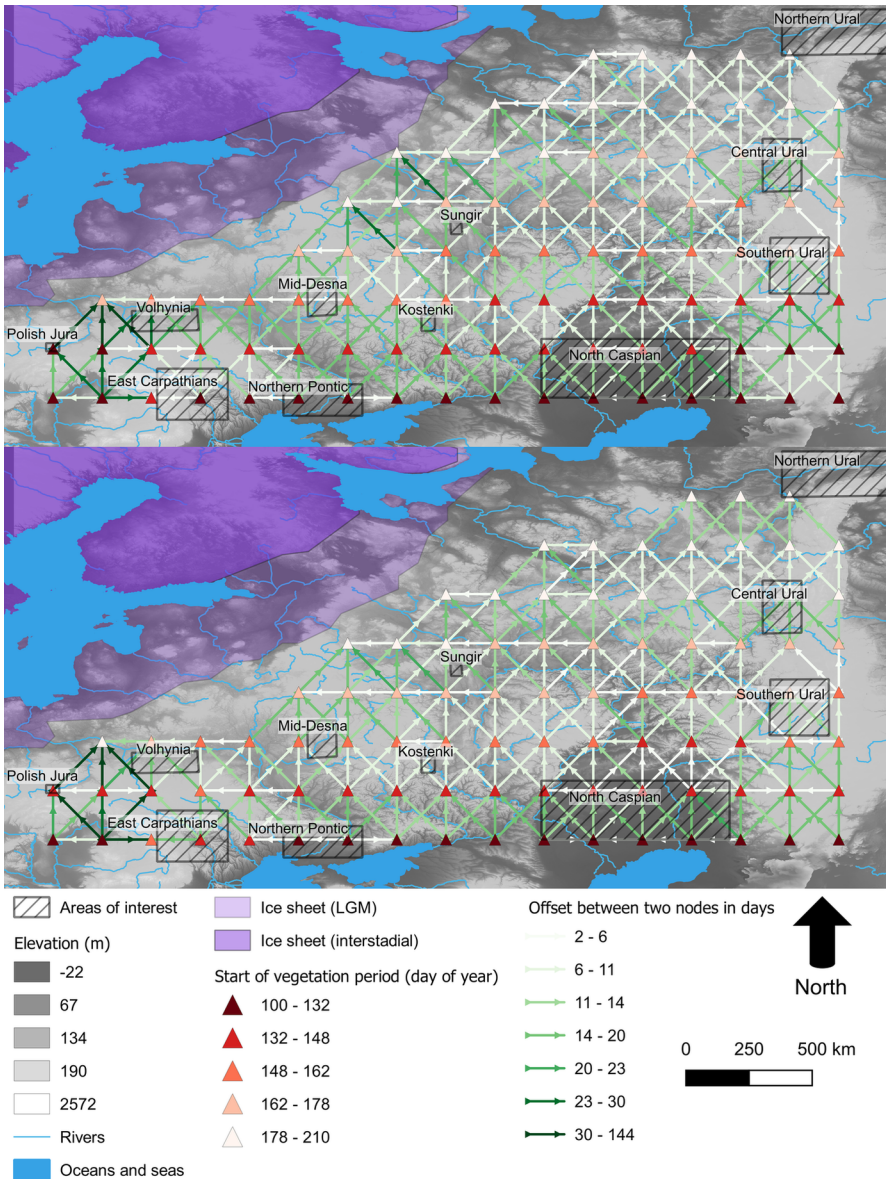 Northern Ural
Central Ural
Sungir
Southern Ural
Mid-Desna
Volhynia
Kostenki
Polish Jura
North Caspian
East Carpathians
Northern Pontic
Northern Ural
Central Ural
Sungir
Southern Ural
Mid-Desna
Volhynia
Kostenki
Polish Jura
North Caspian
East Carpathians
Northern Pontic
Areas of interest
Elevation (m)
-22
67
134
190
2572
Rivers
Oceans and seas
Ice sheet (LGM)
Ice sheet (interstadial)
Start of vegetation period (day of year)
100 - 132
132 - 148
148 - 162
162 - 178
178 - 210
Offset between two nodes in days
2 - 6
6 - 11
11 - 14
14 - 20
20 - 23
23 - 30
30 - 144
North
0 250 500 km